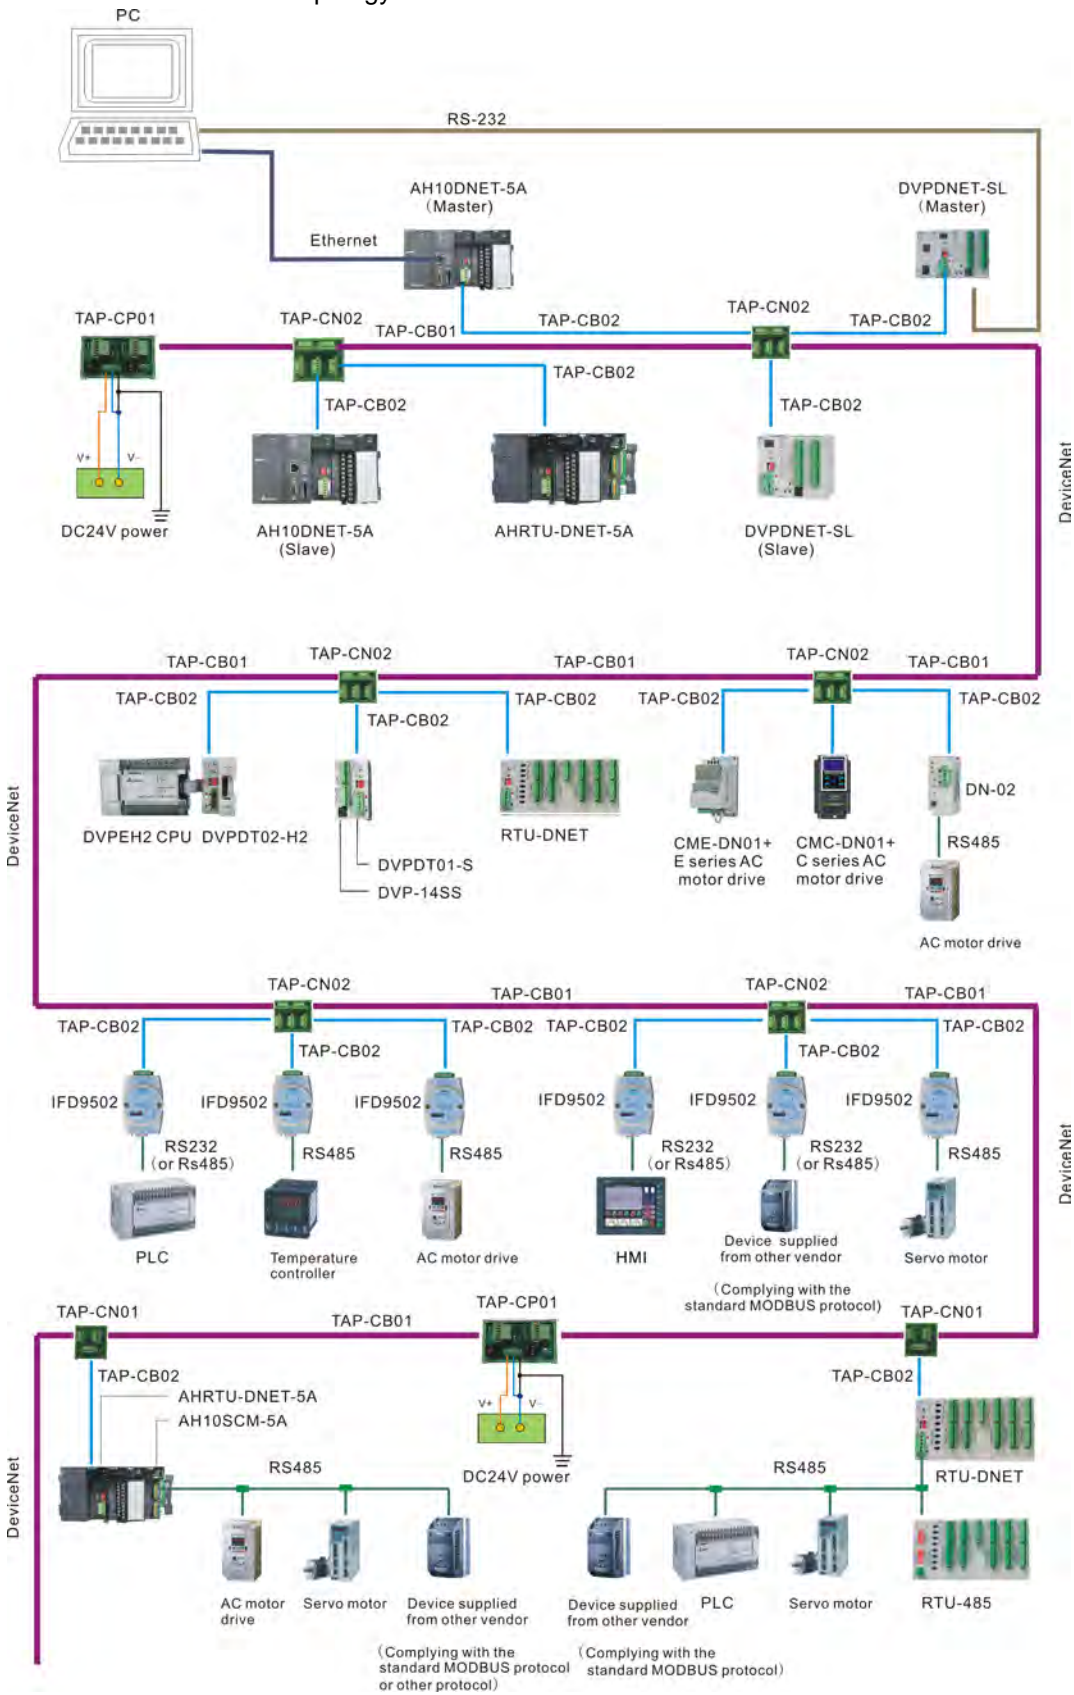 PC
RS-232
AH10DNET-5A
(Master)
DVPDNET-SL
(Master)
Ethernet
TAP-CP01
TAP-CN02
TAP-CB01
TAP-CB02
TAP-CN02
TAP-CB02
TAP-CB02
TAP-CB02
TAP-CB02
V+
V-
DC24V power
AH10DNET-5A
(Slave)
AHRTU-DNET-5A
DVPDNET-SL
(Slave)
DeviceNet
TAP-CB01
TAP-CN02
TAP-CB01
TAP-CN02
TAP-CB01
TAP-CB02
TAP-CB02
TAP-CB02
TAP-CB02
TAP-CB02
TAP-CB02
DN-02
DVPEH2 CPU
DVPDT02-H2
RTU-DNET
DVPDT01-S
DVP-14SS
CME-DN01+
E series AC
motor drive
CMC-DN01+
C series AC
motor drive
RS485
AC motor drive
DeviceNet
TAP-CN02
TAP-CB01
TAP-CN02
TAP-CB01
TAP-CB02
TAP-CB02
TAP-CB02
TAP-CB02
TAP-CB02
TAP-CB02
IFD9502
IFD9502
IFD9502
IFD9502
IFD9502
IFD9502
RS232
(or Rs485)
RS485
RS485
RS232
(or Rs485)
RS232
(or Rs485)
RS485
PLC
Temperature
controller
AC motor drive
HMI
Device supplied
from other vendor
(Complying with the
standard MODBUS protocol)
Servo motor
DeviceNet
TAP-CN01
TAP-CB01
TAP-CP01
TAP-CN01
TAP-CB02
TAP-CB02
AHRTU-DNET-5A
AH10SCM-5A
V+
V-
DC24V power
RS485
RS485
RTU-DNET
DeviceNet
AC motor
drive
Servo motor
Device supplied
from other vendor
(Complying with the
standard MODBUS protocol
or other protocol)
Device supplied
from other vendor
(Complying with the
standard MODBUS protocol)
PLC
Servo motor
RTU-485